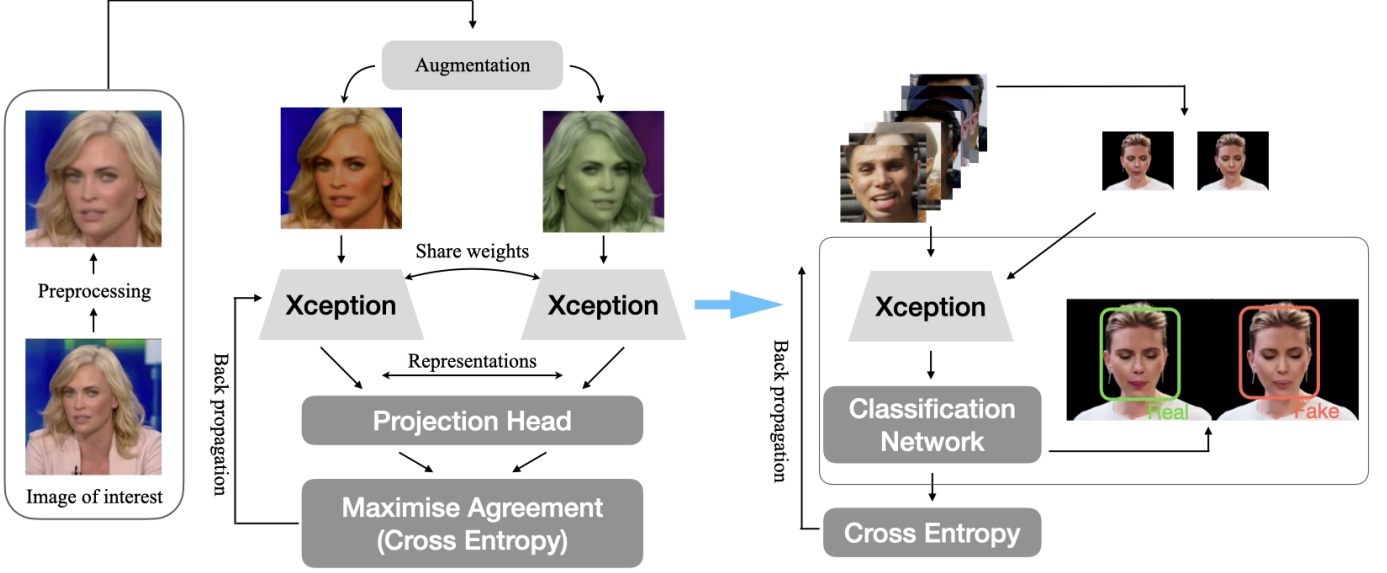 Augmentation
Preprocessing
Image of interest
Share weights
Xception
Xception
Representations
Back propagation
Projection Head
Maximise Agreement
(Cross Entropy)
Xception
Back propagation
Classification
Network
Real
Fake
Cross Entropy